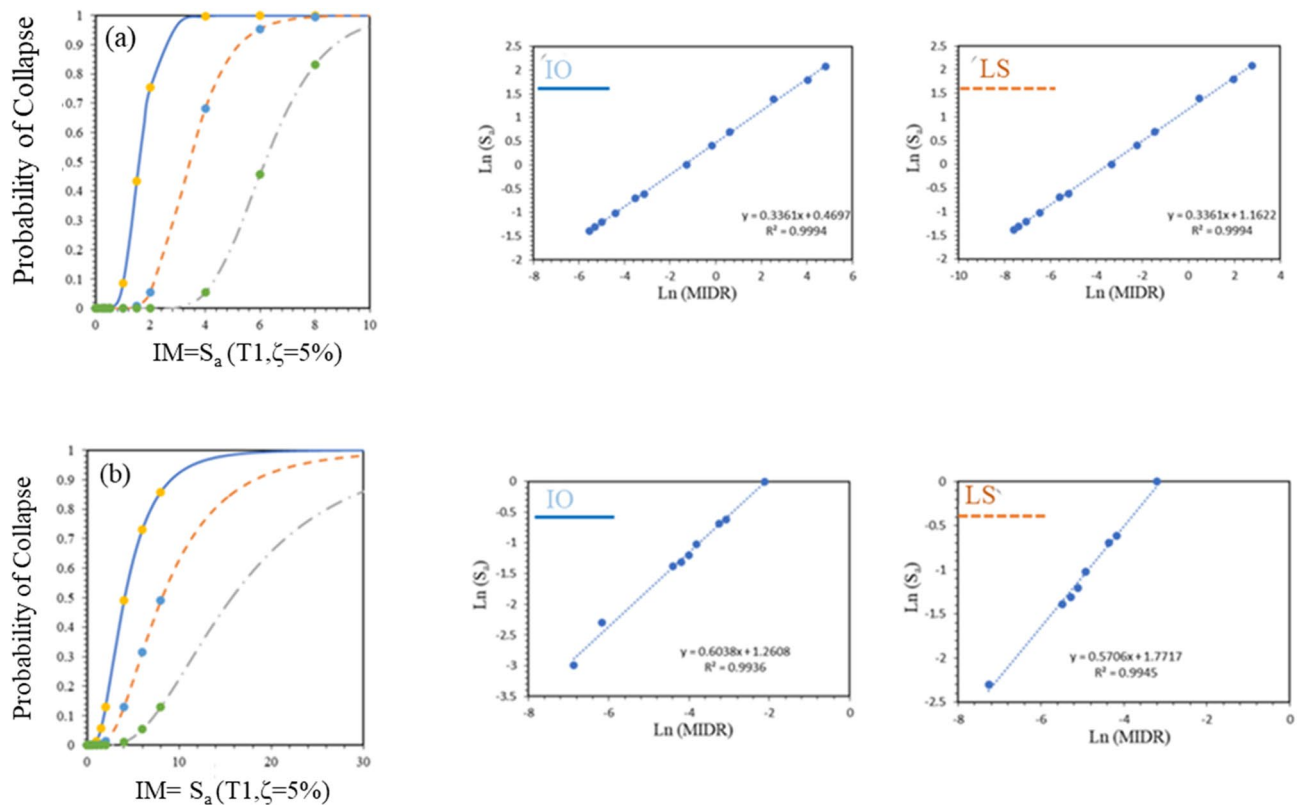 (a)
Probability of Collapse
1
0.9
0.8
0.7
0.6
0.5
0.4
0.3
0.2
0.1
0
0 2 4 6 8 10
IM=Sa (T1,ζ=5%)
IO
Ln (Sa)
2.5
2
1.5
1
0.5
0
-0.5
-1
-1.5
-2
y = 0.3361x+0.4697
R² = 0.9994
-8 -6 -4 -2 0 2 4 6
Ln (MIDR)
LS
Ln (Sa)
2.5
2
1.5
1
0.5
0
-0.5
-1
-1.5
-2
y = 0.3361x+1.1622
R² = 0.9994
-10 -8 -6 -4 -2 0 2 4
Ln (MIDR)
(b)
Probability of Collapse
1
0.9
0.8
0.7
0.6
0.5
0.4
0.3
0.2
0.1
0
0 10 20 30
IM= Sa (T1,ζ=5%)
IO
Ln (Sa)
0
-0.5
-1
-1.5
-2
-2.5
-3
-3.5
y = 0.6038x+1.2608
R² = 0.9936
-8 -6 -4 -2 0
Ln (MIDR)
LS
Ln (Sa)
0
-0.5
-1
-1.5
-2
-2.5
y = 0.5706x+1.7717
R² = 0.9945
-8 -6 -4 -2 0
Ln (MIDR)